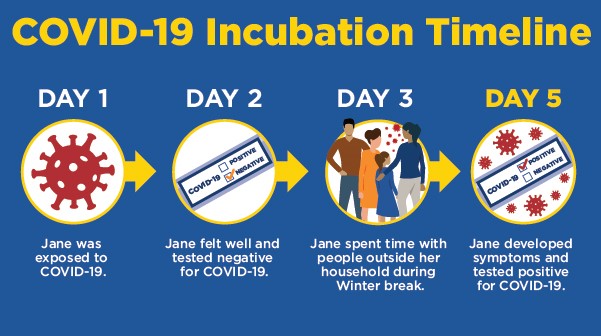 COVID-19 Incubation Timeline
DAY 1
DAY 2
DAY 3
DAY 5
COVID-19
POSITIVE
NEGATIVE
COVID-19
POSITIVE
NEGATIVE
Jane was
exposed to
COVID-19.
Jane felt well and
tested negative
for COVID-19.
Jane spent time with
people outside her
household during
Winter break.
Jane developed
symptoms and
tested positive
for COVID-19.